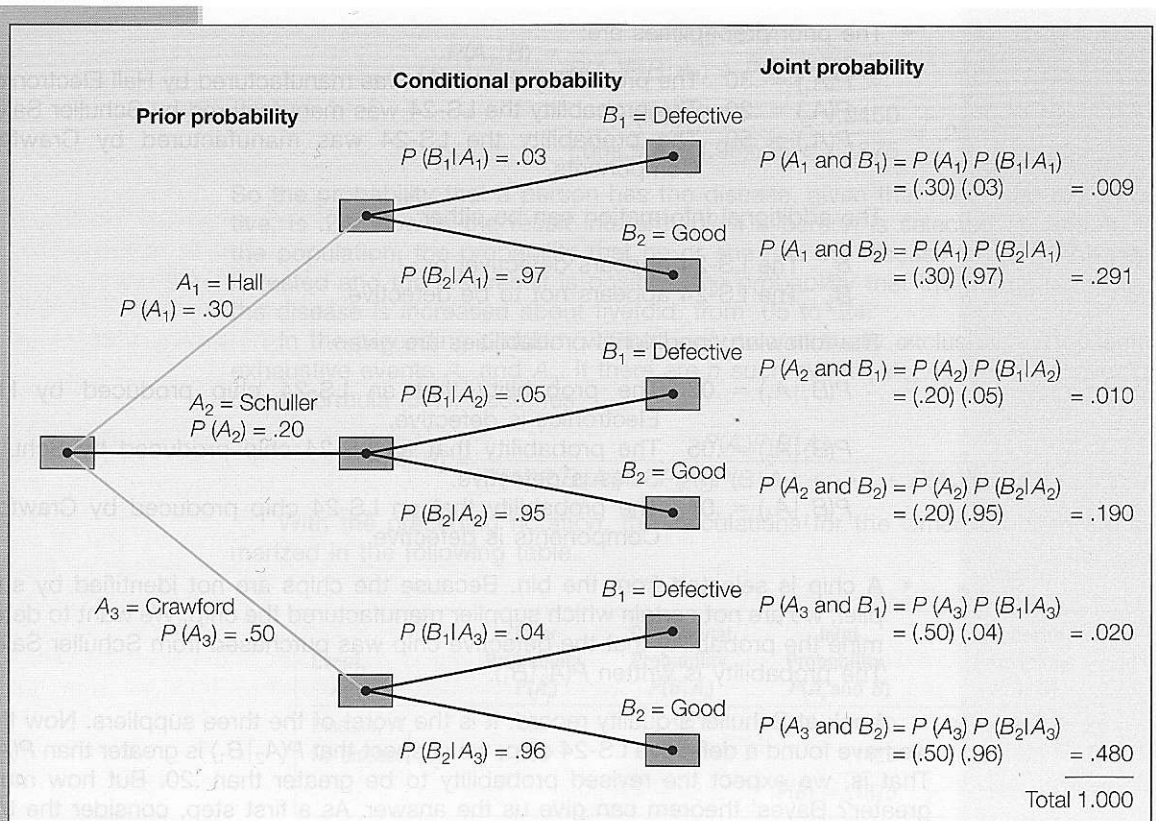 Prior probability
Conditional probability
Joint probability
A₁ = Hall
P (A₁) = .30
P (B₁|A₁) = .03
B₁ = Defective
P (A₁ and B₁) = P (A₁) P (B₁|A₁)
= (.30) (.03) = .009
B₂ = Good
P (B₂|A₁) = .97
P (A₁ and B₂) = P (A₁) P (B₂|A₁)
= (.30) (.97) = .291
A₂ = Schuller
P (A₂) = .20
B₁ = Defective
P (B₁|A₂) = .05
P (A₂ and B₁) = P (A₂) P (B₁|A₂)
= (.20) (.05) = .010
B₂ = Good
P (B₂|A₂) = .95
P (A₂ and B₂) = P (A₂) P (B₂|A₂)
= (.20) (.95) = .190
A₃ = Crawford
P (A₃) = .50
B₁ = Defective
P (B₁|A₃) = .04
P (A₃ and B₁) = P (A₃) P (B₁|A₃)
= (.50) (.04) = .020
B₂ = Good
P (B₂|A₃) = .96
P (A₃ and B₂) = P (A₃) P (B₂|A₃)
= (.50) (.96) = .480
Total 1.000